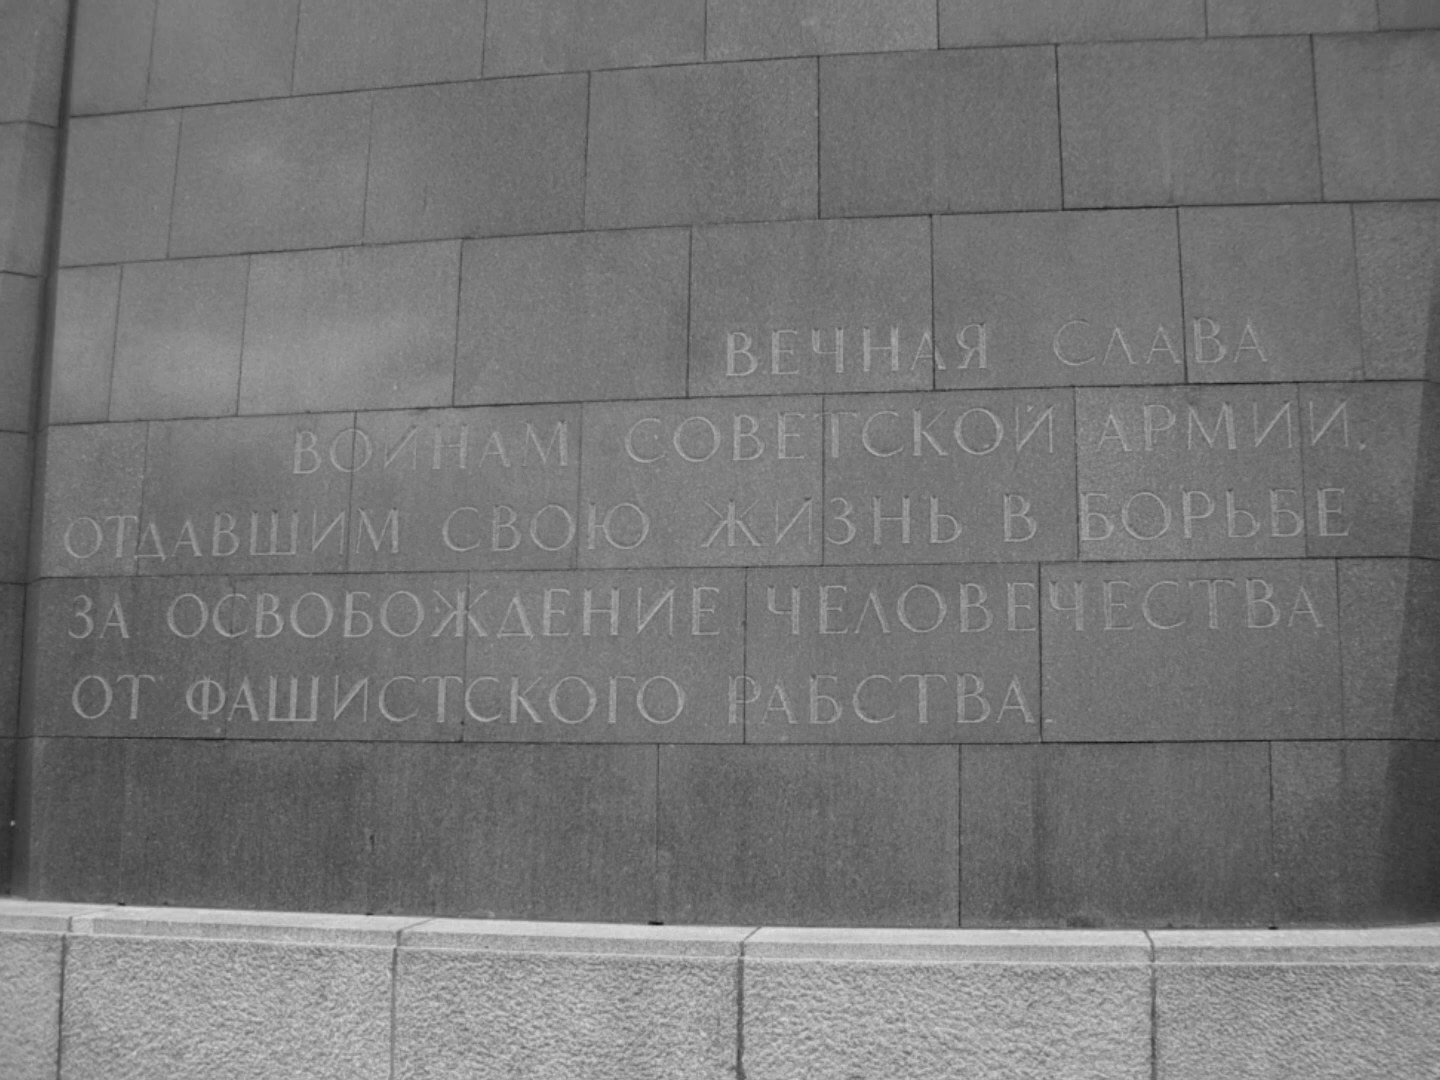 ВЕЧНАЯ СЛАВА
ВОИНАМ СОВЕТСКОЙ АРМИИ,
ОТДАВШИМ СВОЮ ЖИЗНЬ В БОРЬБЕ
ЗА ОСВОБОЖДЕНИЕ ЧЕЛОВЕЧЕСТВА
ОТ ФАШИСТСКОГО РАБСТВА.